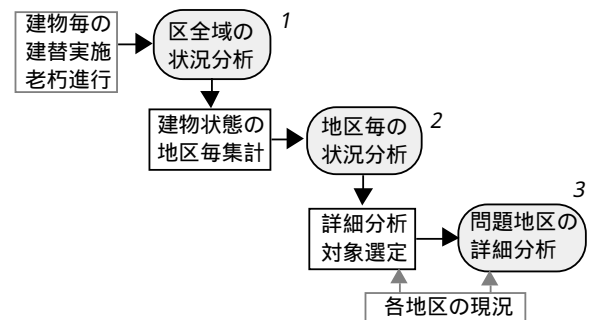 建物毎の
建替実施
老朽進行
区全域の
状況分析
1
建物状態の
地区毎集計
地区毎の
状況分析
2
詳細分析
対象選定
問題地区の
詳細分析
3
各地区の現況